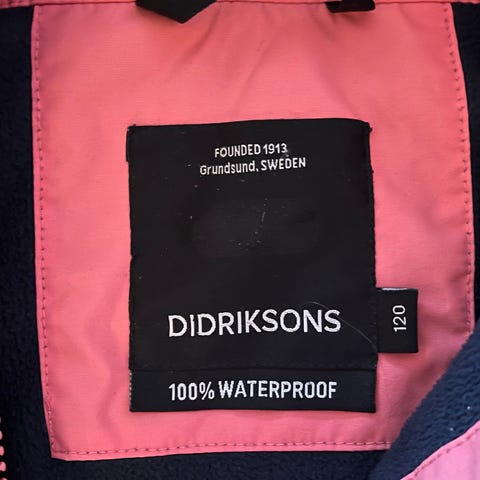 FOUNDED 1913
Grundsund, SWEDEN
DIDRIKSONS
120
100% WATERPROOF